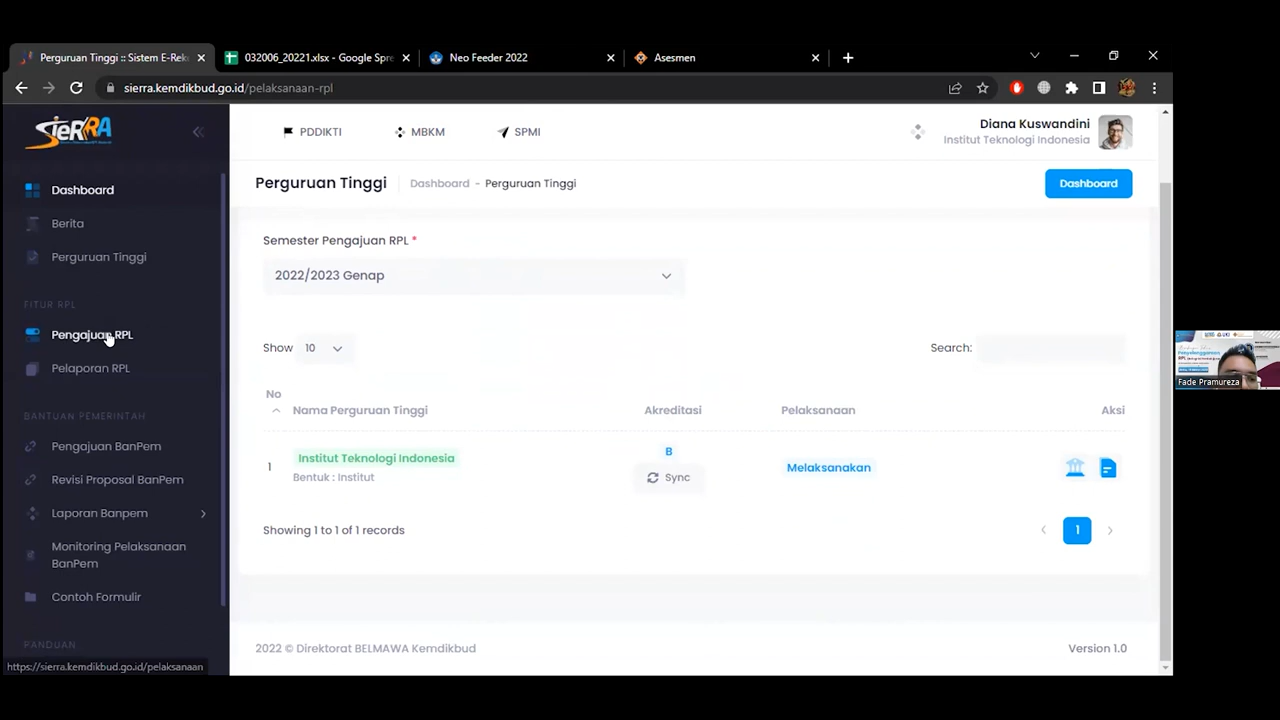 Perguruan Tinggi :: Sistem E-Rek
032006_20221.xlsx - Google Spre
Neo Feeder 2022
Asesmen
sierra.kemdikbud.go.id/pelaksanaan-rpl
SIERRA
PDDIKTI
MBKM
SPMI
Diana Kuswandini
Institut Teknologi Indonesia
Dashboard
Berita
Perguruan Tinggi
FITUR RPL
Pengajuan RPL
Pelaporan RPL
BANTUAN PEMERINTAH
Pengajuan BanPem
Revisi Proposal BanPem
Laporan Banpem
Monitoring Pelaksanaan
BanPem
Contoh Formulir
PANDUAN
https://sierra.kemdikbud.go.id/pelaksanaan
Perguruan Tinggi
Dashboard - Perguruan Tinggi
Dashboard
Semester Pengajuan RPL *
2022/2023 Genap
Show 10
Search:
No
Nama Perguruan Tinggi
Akreditasi
Pelaksanaan
Aksi
1
Institut Teknologi Indonesia
Bentuk : Institut
B
Sync
Melaksanakan
Showing 1 to 1 of 1 records
1
2022 © Direktorat BELMAWA Kemdikbud
Version 1.0
Penyelenggaraan
Fade Pramureza